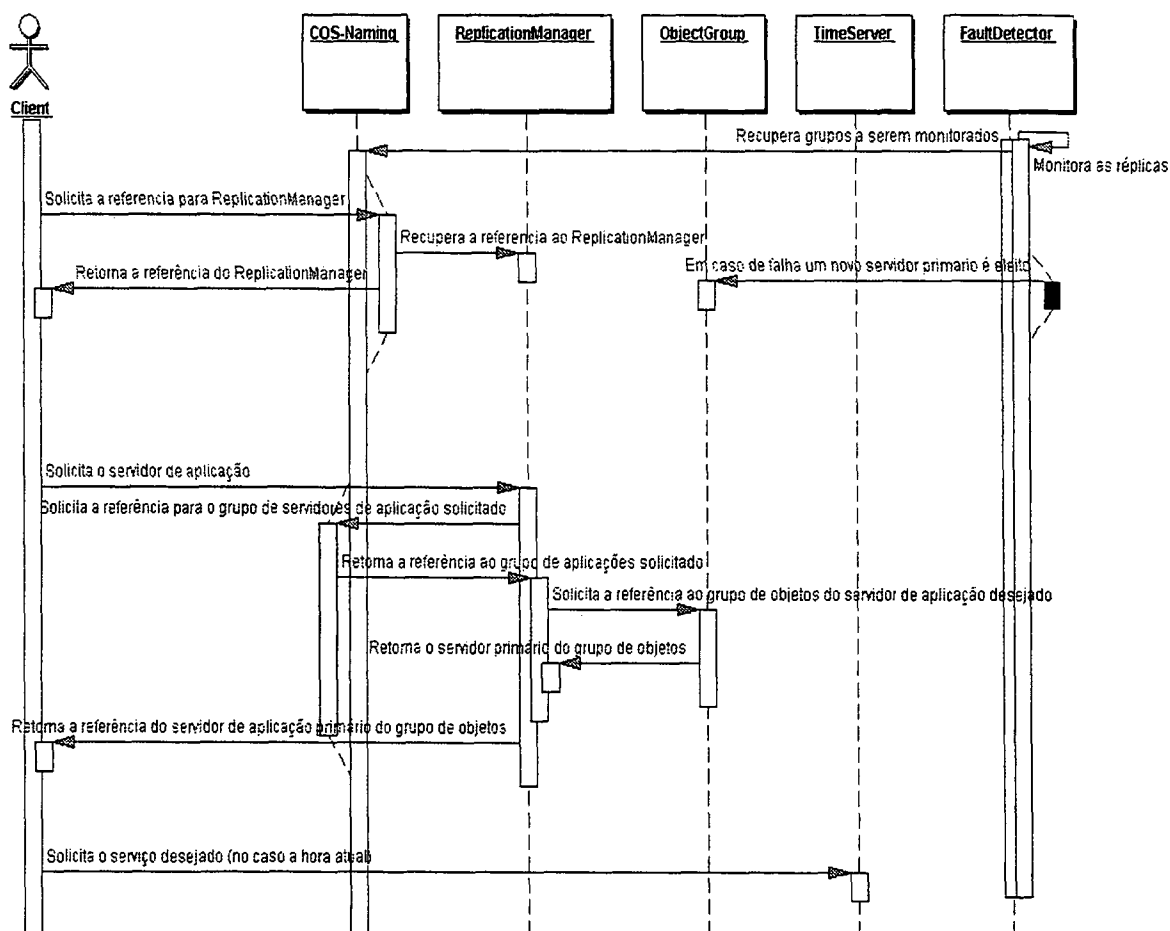 Client
COS-Naming
ReplicationManager
ObjectGroup
TimeServer
FaultDetector
Recupera grupos a serem monitorados
Monitora as réplicas
Solicita a referencia para ReplicationManager
Recupera a referencia ao ReplicationManager
Retorna a referência do ReplicationManager
Em caso de falha um novo servidor primario é eleito
Solicita o servidor de aplicação
Solicita a referência para o grupo de servidores de aplicação solicitado
Retorna a referência ao grupo de aplicações solicitado
Solicita a referência ao grupo de objetos do servidor de aplicação desejado
Retorna o servidor primário do grupo de objetos
Retorna a referência do servidor de aplicação primário do grupo de objetos
Solicita o serviço desejado (no caso a hora atual)